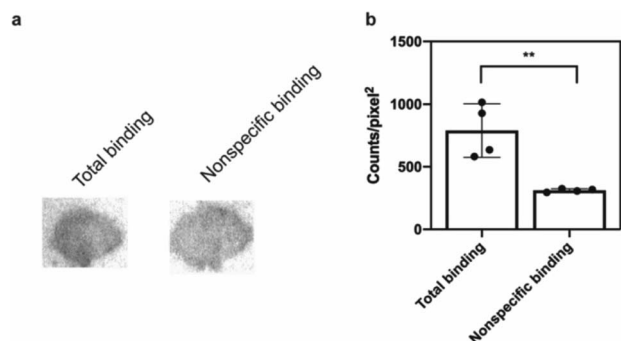 a
Total binding
Nonspecific binding
b
Counts/pixel²
1500
1000
500
0
**
Total binding
Nonspecific binding